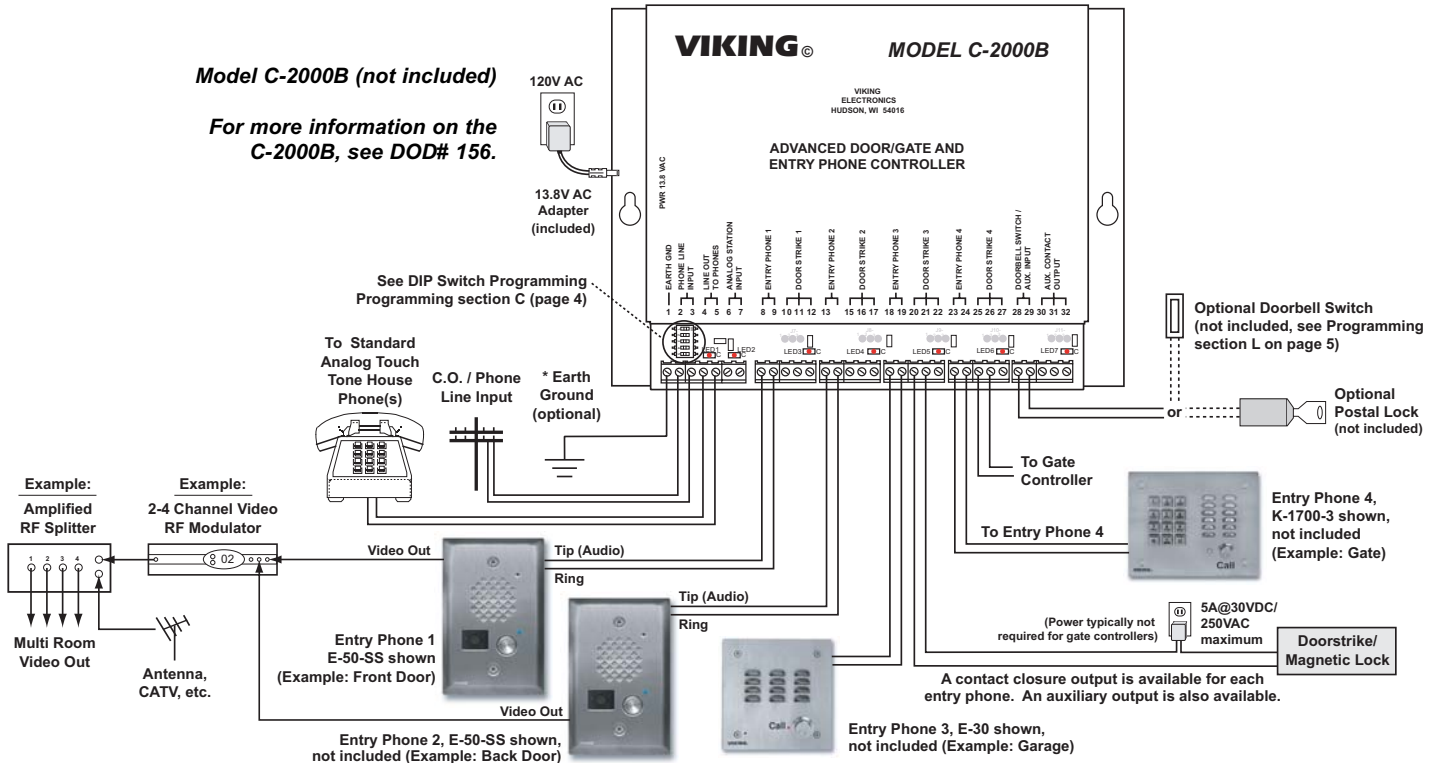 VIKING©
MODEL C-2000B
VIKING
ELECTRONICS
HUDSON, WI 54016
ADVANCED DOOR/GATE AND
ENTRY PHONE CONTROLLER
Model C-2000B (not included)
For more information on the
C-2000B, see DOD# 156.
120V AC
13.8V AC
Adapter
(included)
PWR 13.8 VAC
See DIP Switch Programming
Programming section C (page 4)
EARTH GND
PHONE LINE
INPUT
LINE OUT
TO PHONES
ANALOG STATION
INPUT
ENTRY PHONE 1
DOORSTRIKE 1
ENTRY PHONE 2
DOORSTRIKE 2
ENTRY PHONE 3
DOORSTRIKE 3
ENTRY PHONE 4
DOORSTRIKE 4
DOORBELL SWITCH /
AUX. INPUT
AUX. CONTACT
OUTPUT
1 2 3 4 5 6 7 8 9 10 11 12 13 15 16 17 18 19 20 21 22 23 24 25 26 27 28 29 30 31 32
LED1 C LED2 C LED3 C LED4 C LED5 C LED6 C LED7 C
Optional Doorbell Switch
(not included, see Programming
section L on page 5)
or
Optional
Postal Lock
(not included)
To Standard
Analog Touch
Tone House
Phone(s)
C.O. / Phone
Line Input
* Earth
Ground
(optional)
To Gate
Controller
To Entry Phone 4
Entry Phone 4,
K-1700-3 shown,
not included
(Example: Gate)
Call
Example:
Amplified
RF Splitter
1 2 3 4
Example:
2-4 Channel Video
RF Modulator
02
Video Out
Tip (Audio)
Ring
Tip (Audio)
Ring
Multi Room
Video Out
Antenna,
CATV, etc.
Entry Phone 1
E-50-SS shown
(Example: Front Door)
Video Out
Entry Phone 2, E-50-SS shown,
not included (Example: Back Door)
Call
VIKING
Entry Phone 3, E-30 shown,
not included (Example: Garage)
(Power typically not
required for gate controllers)
5A@30VDC/
250VAC
maximum
Doorstrike/
Magnetic Lock
A contact closure output is available for each
entry phone. An auxiliary output is also available.